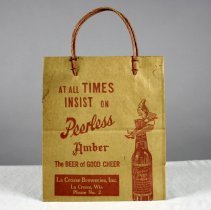 AT ALL TIMES
INSIST ON
Peerless
Amber
The BEER of GOOD CHEER
La Crosse Breweries, Inc.
La Crosse, Wis.
Phone No. 2